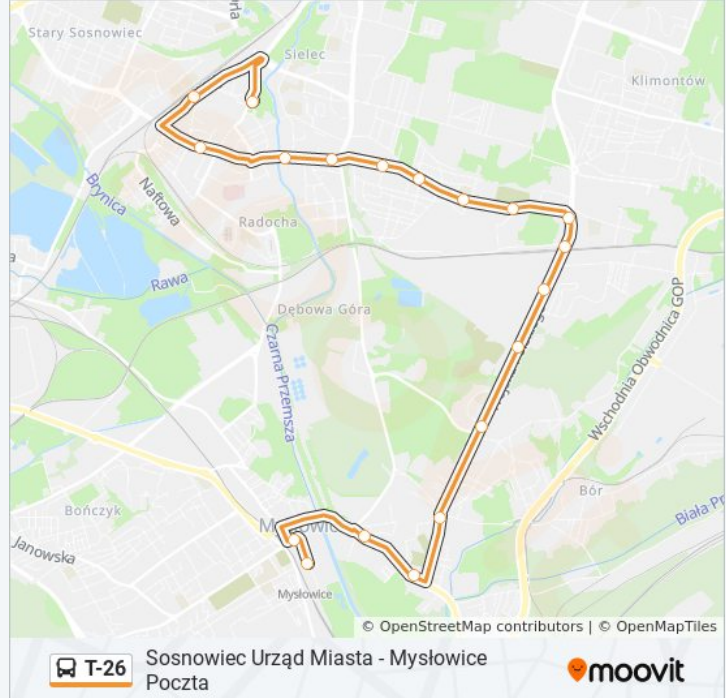 Stary Sosnowiec
Sielec
Klimontów
Brynica
Naftowa
Radocha
Rawa
Dębowa Góra
Czarna Przemsza
Wschodnia Obwodnica GOP
Bończyk
Bór
Biała Pr
Janowska
Mysłowice
© OpenStreetMap contributors | © OpenMapTiles
T-26
Sosnowiec Urząd Miasta - Mysłowice
Poczta
moovit